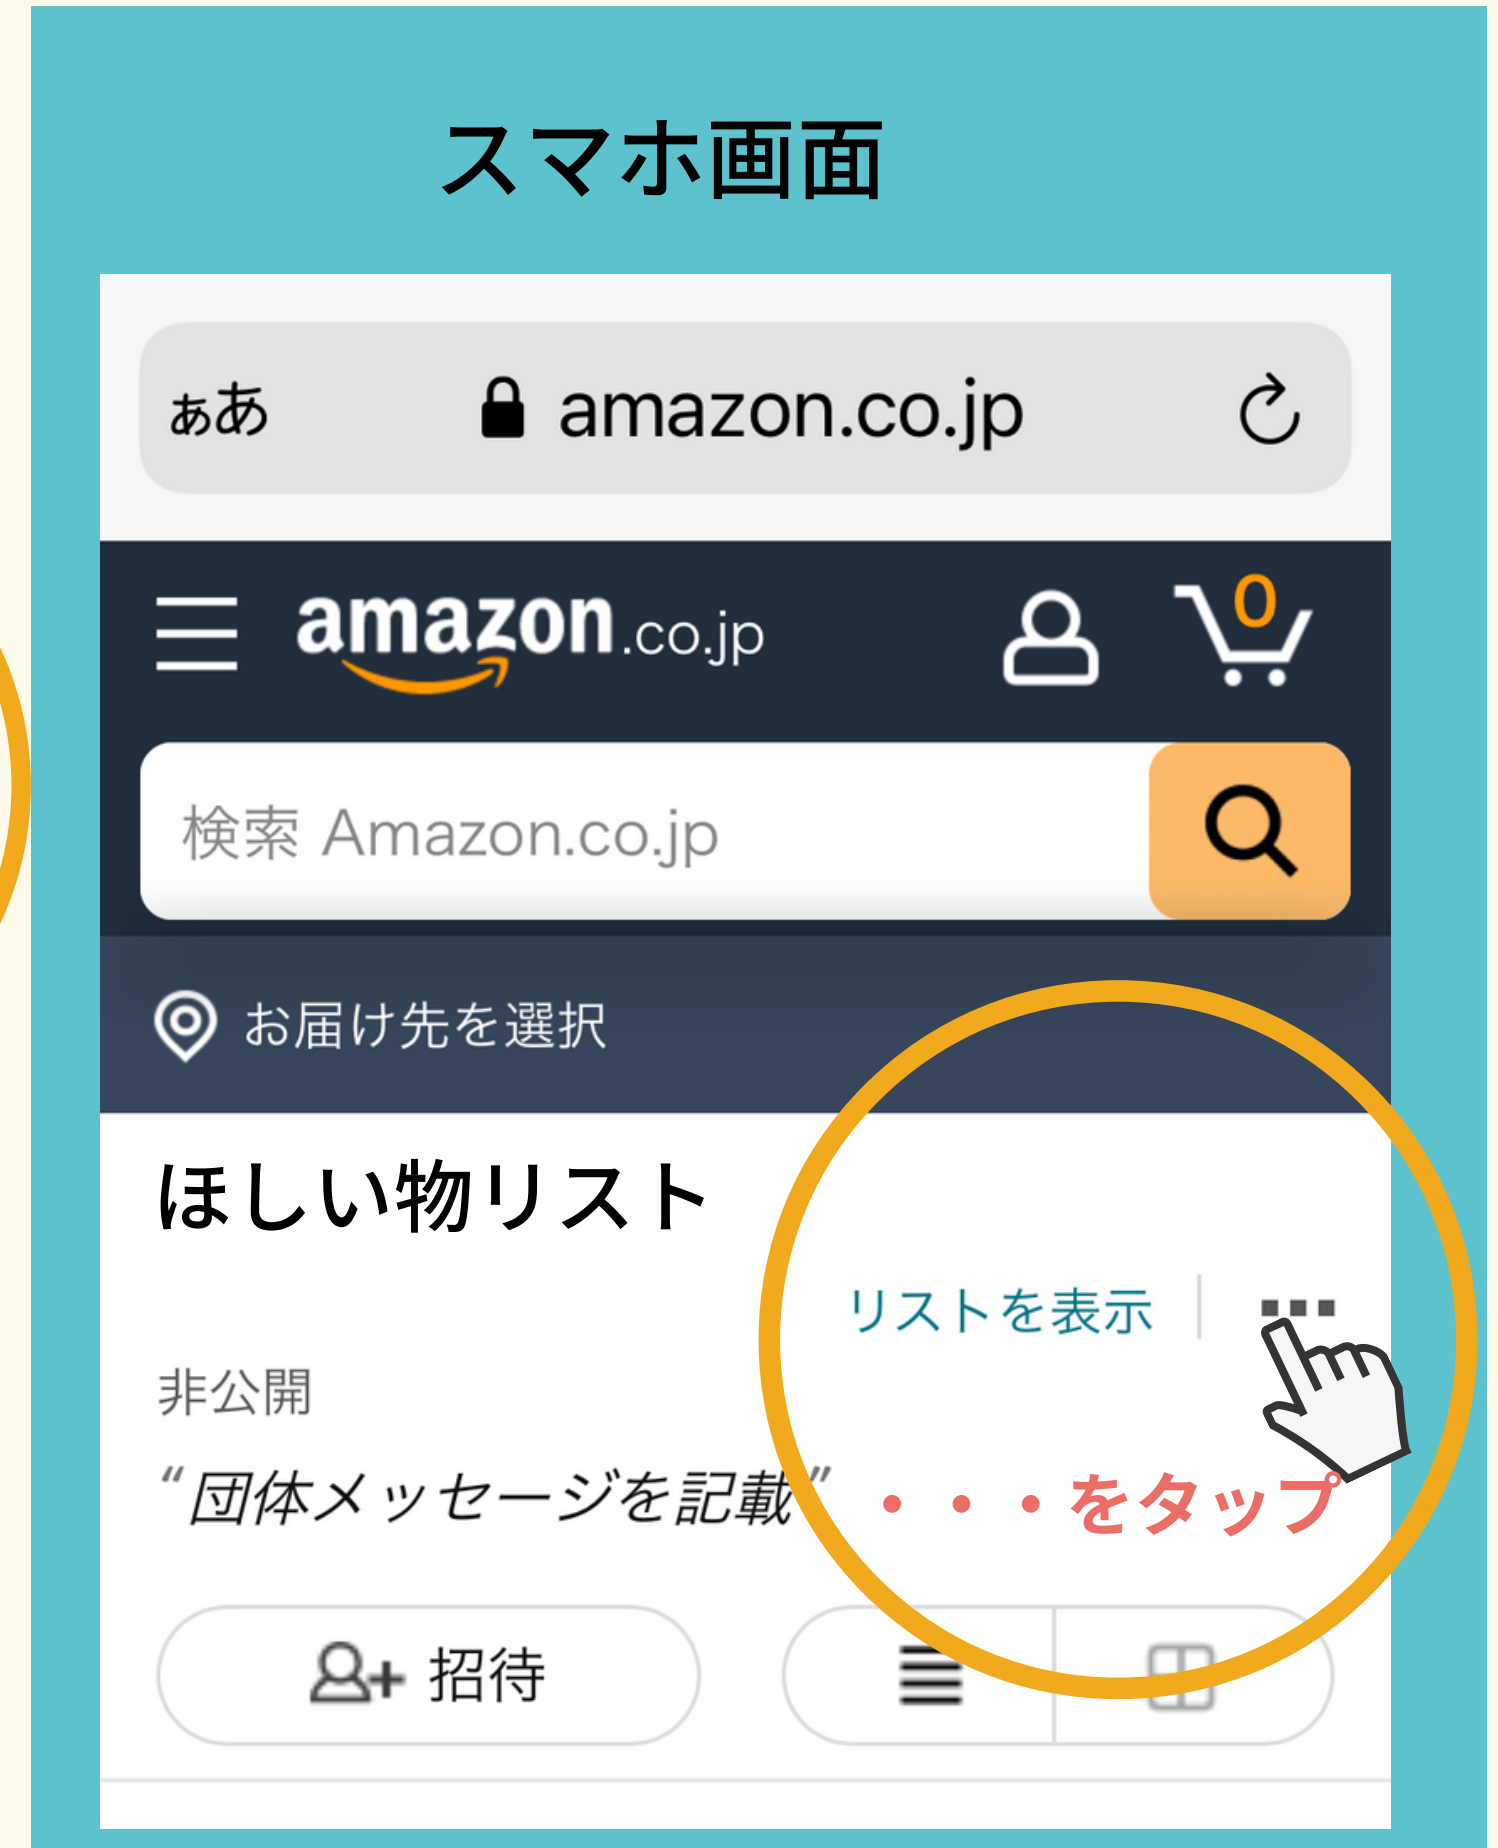 スマホ画面
ぁあ amazon.co.jp
amazon.co.jp 0
検索 Amazon.co.jp
お届け先を選択
ほしい物リスト
リストを表示
非公開
“団体メッセージを記載”
・・・をタップ
招待